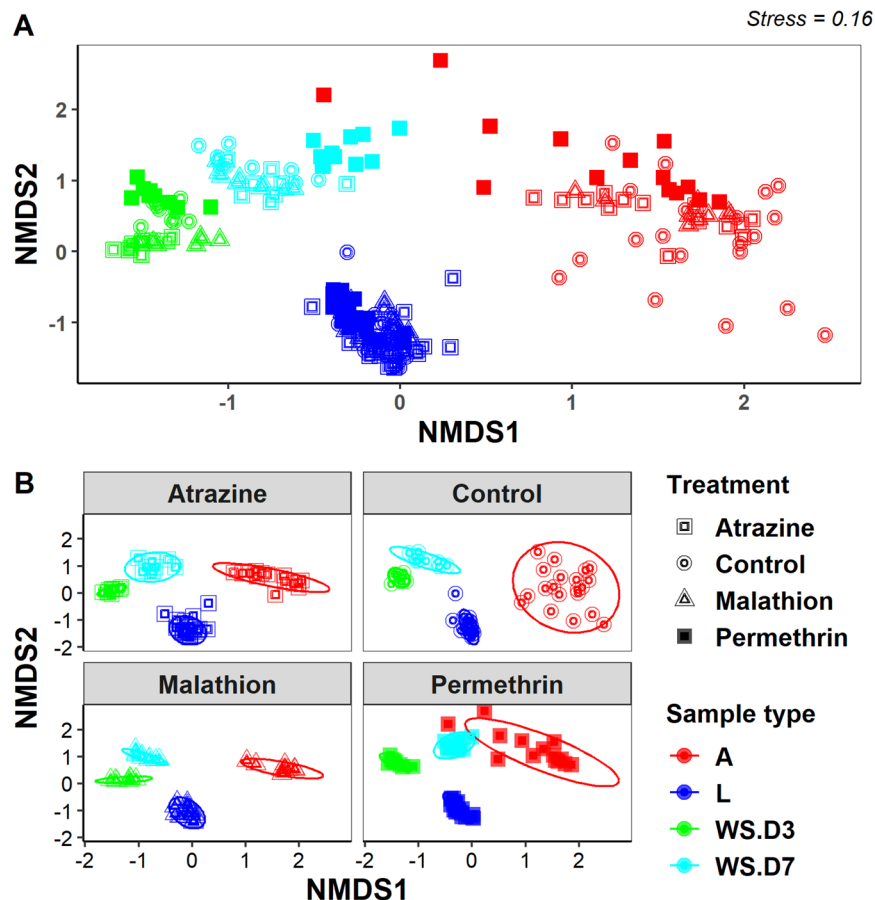 A
Stress = 0.16
NMDS2
2
1
0
-1
-1 0 1 2
NMDS1
B
Atrazine Control
2
1
0
-1
-2
Malathion Permethrin
2
1
0
-1
-2
-2 -1 0 1 2 -2 -1 0 1 2
NMDS2
NMDS1
Treatment
Atrazine
Control
Malathion
Permethrin
Sample type
A
L
WS.D3
WS.D7